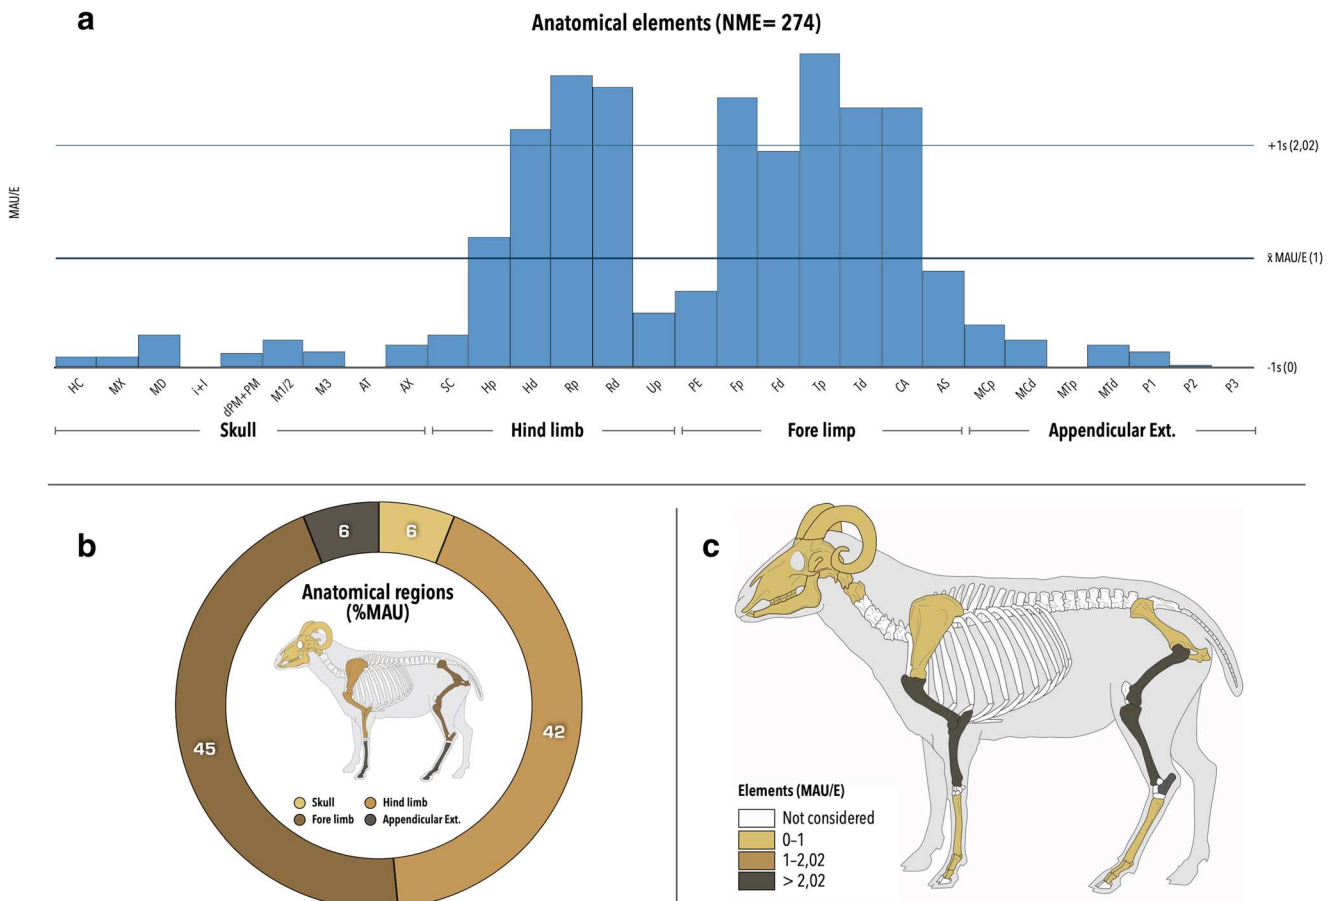 a
Anatomical elements (NME= 274)
MAU/E
+1s (2,02)
x̄ MAU/E (1)
-1s (0)
HC MX MD i+I dPM+PM M1/2 M3 AT AX SC Hp Hd Rp Rd Up PE Fp Fd Tp Td CA AS MCp MCd MTp MTd P1 P2 P3
Skull Hind limb Fore limp Appendicular Ext.
b
6 6
42
45
Anatomical regions
(%MAU)
Skull Hind limb
Fore limb Appendicular Ext.
c
Elements (MAU/E)
Not considered
0–1
1–2,02
> 2,02